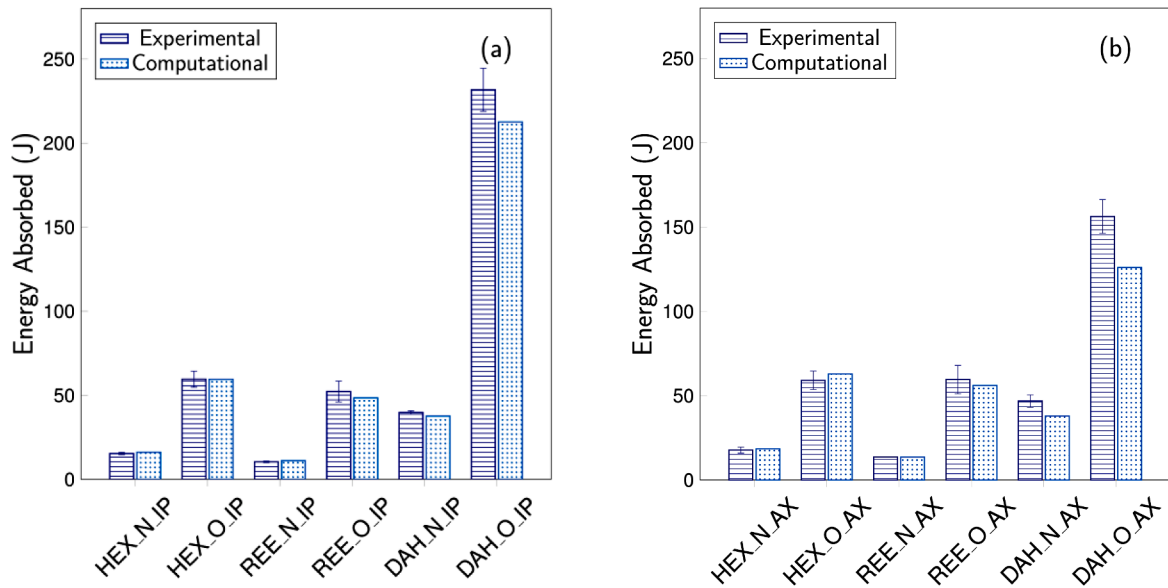 Experimental
Computational
(a)
Energy Absorbed (J)
250
200
150
100
50
0
HEX_N_IP
HEX_O_IP
REE_N_IP
REE_O_IP
DAH_N_IP
DAH_O_IP
Experimental
Computational
(b)
Energy Absorbed (J)
250
200
150
100
50
0
HEX_N_AX
HEX_O_AX
REE_N_AX
REE_O_AX
DAH_N_AX
DAH_O_AX